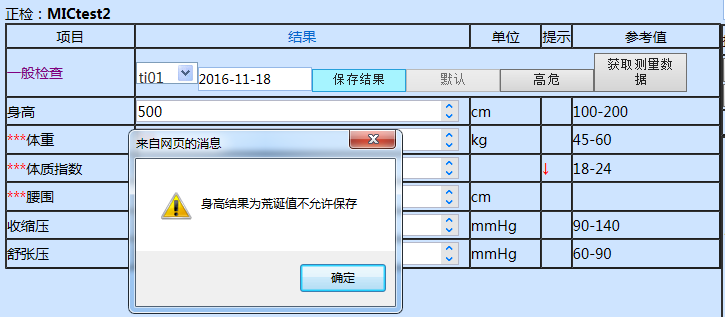 正检：MICtest2
项目 结果 单位 提示 参考值
一般检查 ti01 2016-11-18 保存结果 默认 高危 获取测量数
据
身高 500 cm 100-200
***体重 kg 45-60
来自网页的消息
***体质指数 ↓ 18-24
***腰围 cm
身高结果为荒诞值不允许保存
收缩压 mmHg 90-140
舒张压 mmHg 60-90
确定